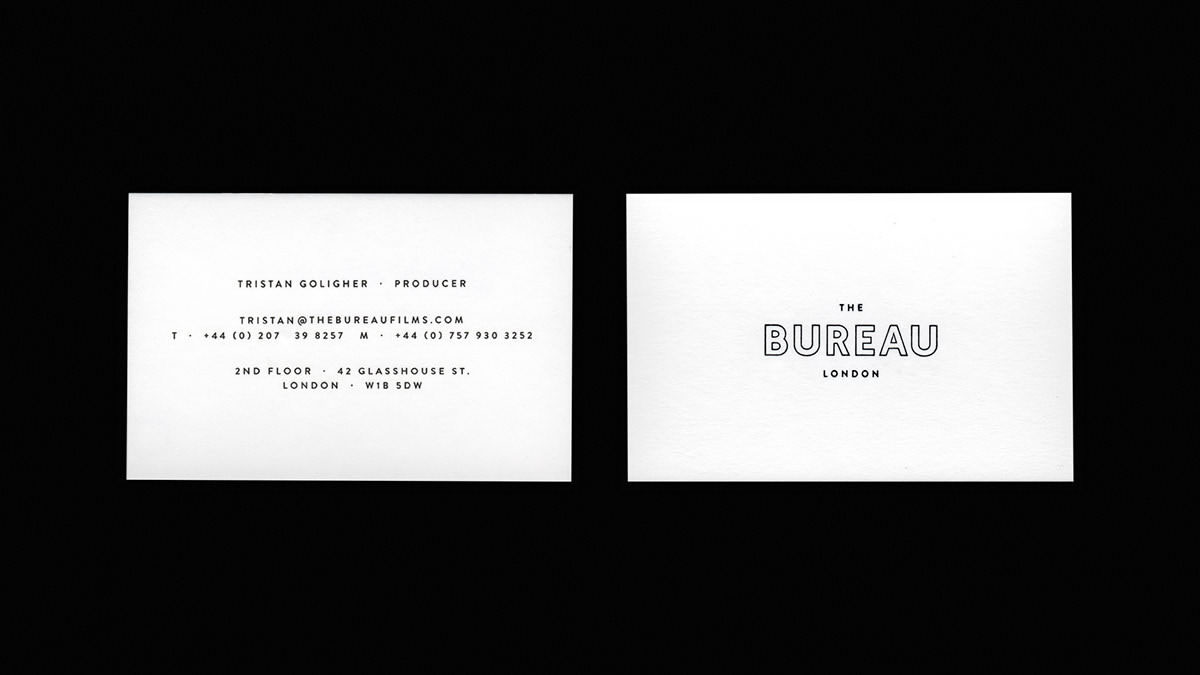 TRISTAN GOLIGHER · PRODUCER
TRISTAN@THEBUREAUFILMS.COM
T · +44 (0) 207 39 8257 M · +44 (0) 757 930 3252
2ND FLOOR · 42 GLASSHOUSE ST.
LONDON · W1B 5DW
THE
BUREAU
LONDON